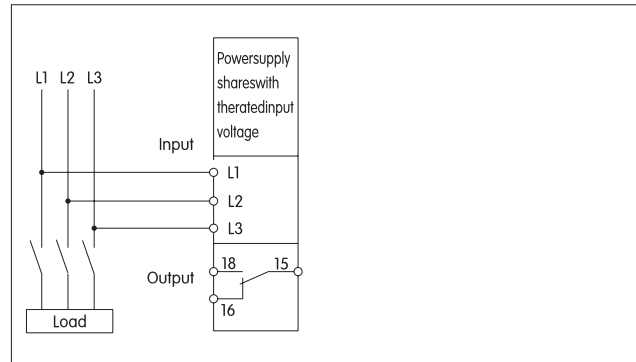 Powersupply
shareswith
theratedinput
voltage
L1 L2 L3
Input
L1
L2
L3
18 15
Output
16
Load